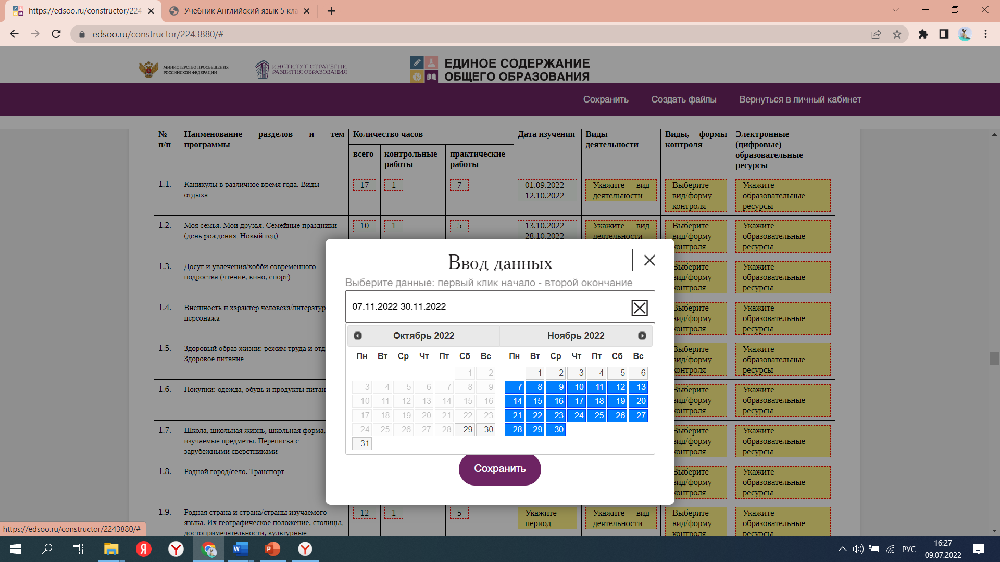 https://edsoo.ru/constructor/224
Учебник Английский язык 5 кла
edsoo.ru/constructor/2243880/#
МИНИСТЕРСТВО ПРОСВЕЩЕНИЯ
РОССИЙСКОЙ ФЕДЕРАЦИИ
ИНСТИТУТ СТРАТЕГИИ
РАЗВИТИЯ ОБРАЗОВАНИЯ
ЕДИНОЕ СОДЕРЖАНИЕ
ОБЩЕГО ОБРАЗОВАНИЯ
Сохранить Создать файлы Вернуться в личный кабинет
№ п/п
Наименование разделов и тем
программы
Количество часов
всего
контрольные
работы
практические
работы
Дата изучения
Виды
деятельности
Виды, формы
контроля
Электронные
(цифровые)
образовательные
ресурсы
1.1.
Каникулы в различное время года. Виды
отдыха
17 1 7
01.09.2022
12.10.2022
Укажите вид
деятельности
Выберите
вид/форму
контроля
Укажите
образовательные
ресурсы
1.2.
Моя семья. Мои друзья. Семейные праздники
(день рождения, Новый год)
10 1 5
13.10.2022
28.10.2022
Укажите вид
деятельности
Выберите
вид/форму
контроля
Укажите
образовательные
ресурсы
1.3.
Досуг и увлечения/хобби современного
подростка (чтение, кино, спорт)
Выберите
вид/форму
контроля
Укажите
образовательные
ресурсы
1.4.
Внешность и характер человека/литератур
персонажа
Выберите
вид/форму
контроля
Укажите
образовательные
ресурсы
1.5.
Здоровый образ жизни: режим труда и отд
Здоровое питание
Выберите
вид/форму
контроля
Укажите
образовательные
ресурсы
1.6.
Покупки: одежда, обувь и продукты питан
Выберите
вид/форму
контроля
Укажите
образовательные
ресурсы
1.7.
Школа, школьная жизнь, школьная форма,
изучаемые предметы. Переписка с
зарубежными сверстниками
Выберите
вид/форму
контроля
Укажите
образовательные
ресурсы
1.8.
Родной город/село. Транспорт
Выберите
вид/форму
контроля
Укажите
образовательные
ресурсы
1.9.
Родная страна и страна/страны изучаемого
языка. Их географическое положение, столицы,
достопримечательности, культурные
12 1 5
Укажите
период
Укажите вид
деятельности
Выберите
вид/форму
контроля
Укажите
образовательные
ресурсы
Ввод данных
Выберите данные: первый клик начало - второй окончание
07.11.2022 30.11.2022
Октябрь 2022
Пн Вт Ср Чт Пт Сб Вс
1 2
3 4 5 6 7 8 9
10 11 12 13 14 15 16
17 18 19 20 21 22 23
24 25 26 27 28 29 30
31
Ноябрь 2022
Пн Вт Ср Чт Пт Сб Вс
1 2 3 4 5 6
7 8 9 10 11 12 13
14 15 16 17 18 19 20
21 22 23 24 25 26 27
28 29 30
Сохранить
https://edsoo.ru/constructor/2243880/#
РУС
16:27
09.07.2022